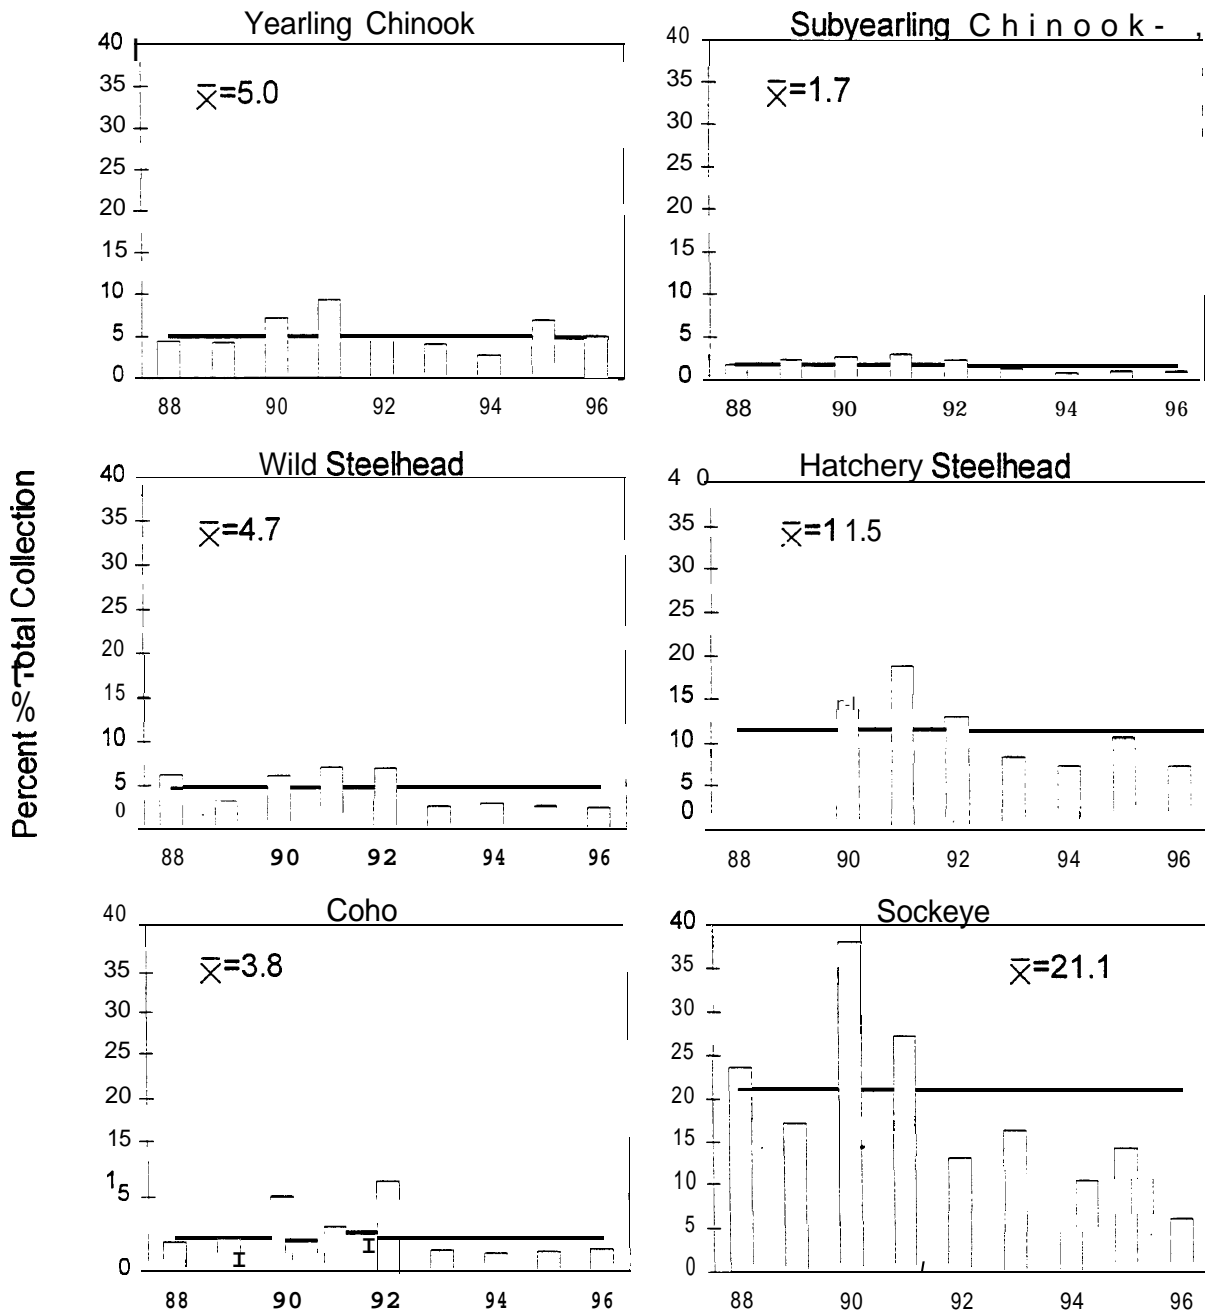 Yearling Chinook
40
x̄=5.0
35
30
25
20
15
10
5
0
88 90 92 94 96
Subyearling Chinook- ,
40
x̄=1.7
35
30
25
20
15
10
5
0
88 90 92 94 96
Percent % Total Collection
Wild Steelhead
40
x̄=4.7
35
30
25
20
15
10
5
0
88 90 92 94 96
Hatchery Steelhead
4 0
x̄=11.5
35
30
25
20
15
r-l
10
5
0
88 90 92 94 96
Coho
40
x̄=3.8
35
30
25
20
15
1
5
I
I
0
88 90 92 94 96
Sockeye
40
x̄=21.1
35
30
25
20
15
10
5
0
88 90 92 94 96